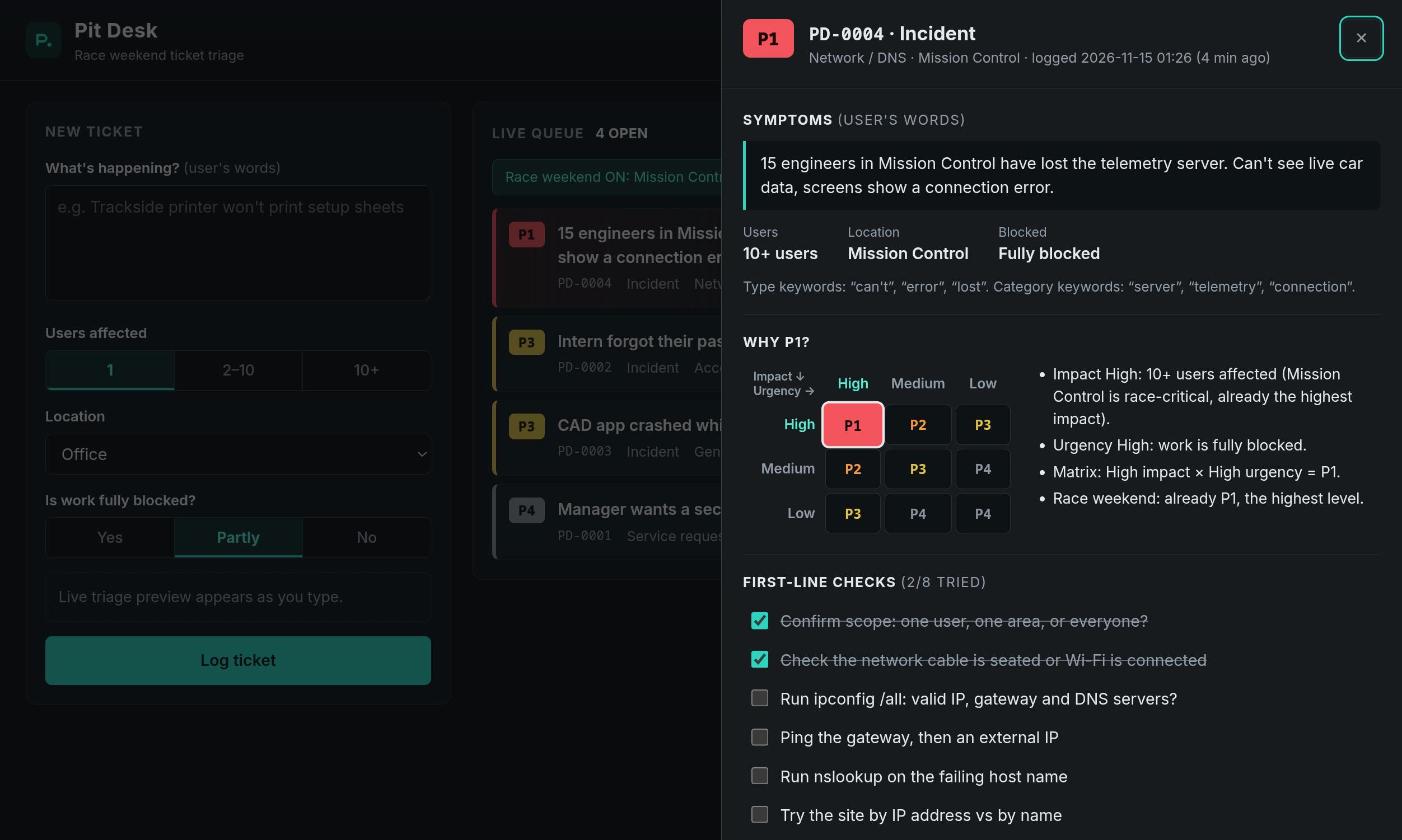 P.
Pit Desk
Race weekend ticket triage
NEW TICKET
What's happening? (user's words)
e.g. Trackside printer won't print setup sheets
Users affected
1
2–10
10+
Location
Office
Is work fully blocked?
Yes
Partly
No
Live triage preview appears as you type.
Log ticket
LIVE QUEUE 4 OPEN
Race weekend ON: Mission Contr
P1
15 engineers in Missi
show a connection er
PD-0004 Incident Netw
P3
Intern forgot their pas
PD-0002 Incident Acc
P3
CAD app crashed whi
PD-0003 Incident Gen
P4
Manager wants a sec
PD-0001 Service reques
P1
PD-0004 · Incident
Network / DNS · Mission Control · logged 2026-11-15 01:26 (4 min ago)
×
SYMPTOMS (USER'S WORDS)
15 engineers in Mission Control have lost the telemetry server. Can't see live car
data, screens show a connection error.
Users
10+ users
Location
Mission Control
Blocked
Fully blocked
Type keywords: “can't”, “error”, “lost”. Category keywords: “server”, “telemetry”, “connection”.
WHY P1?
Impact ↓
Urgency →
High Medium Low
High P1 P2 P3
Medium P2 P3 P4
Low P3 P4 P4
• Impact High: 10+ users affected (Mission
Control is race-critical, already the highest
impact).
• Urgency High: work is fully blocked.
• Matrix: High impact × High urgency = P1.
• Race weekend: already P1, the highest level.
FIRST-LINE CHECKS (2/8 TRIED)
Confirm scope: one user, one area, or everyone?
Check the network cable is seated or Wi-Fi is connected
Run ipconfig /all: valid IP, gateway and DNS servers?
Ping the gateway, then an external IP
Run nslookup on the failing host name
Try the site by IP address vs by name